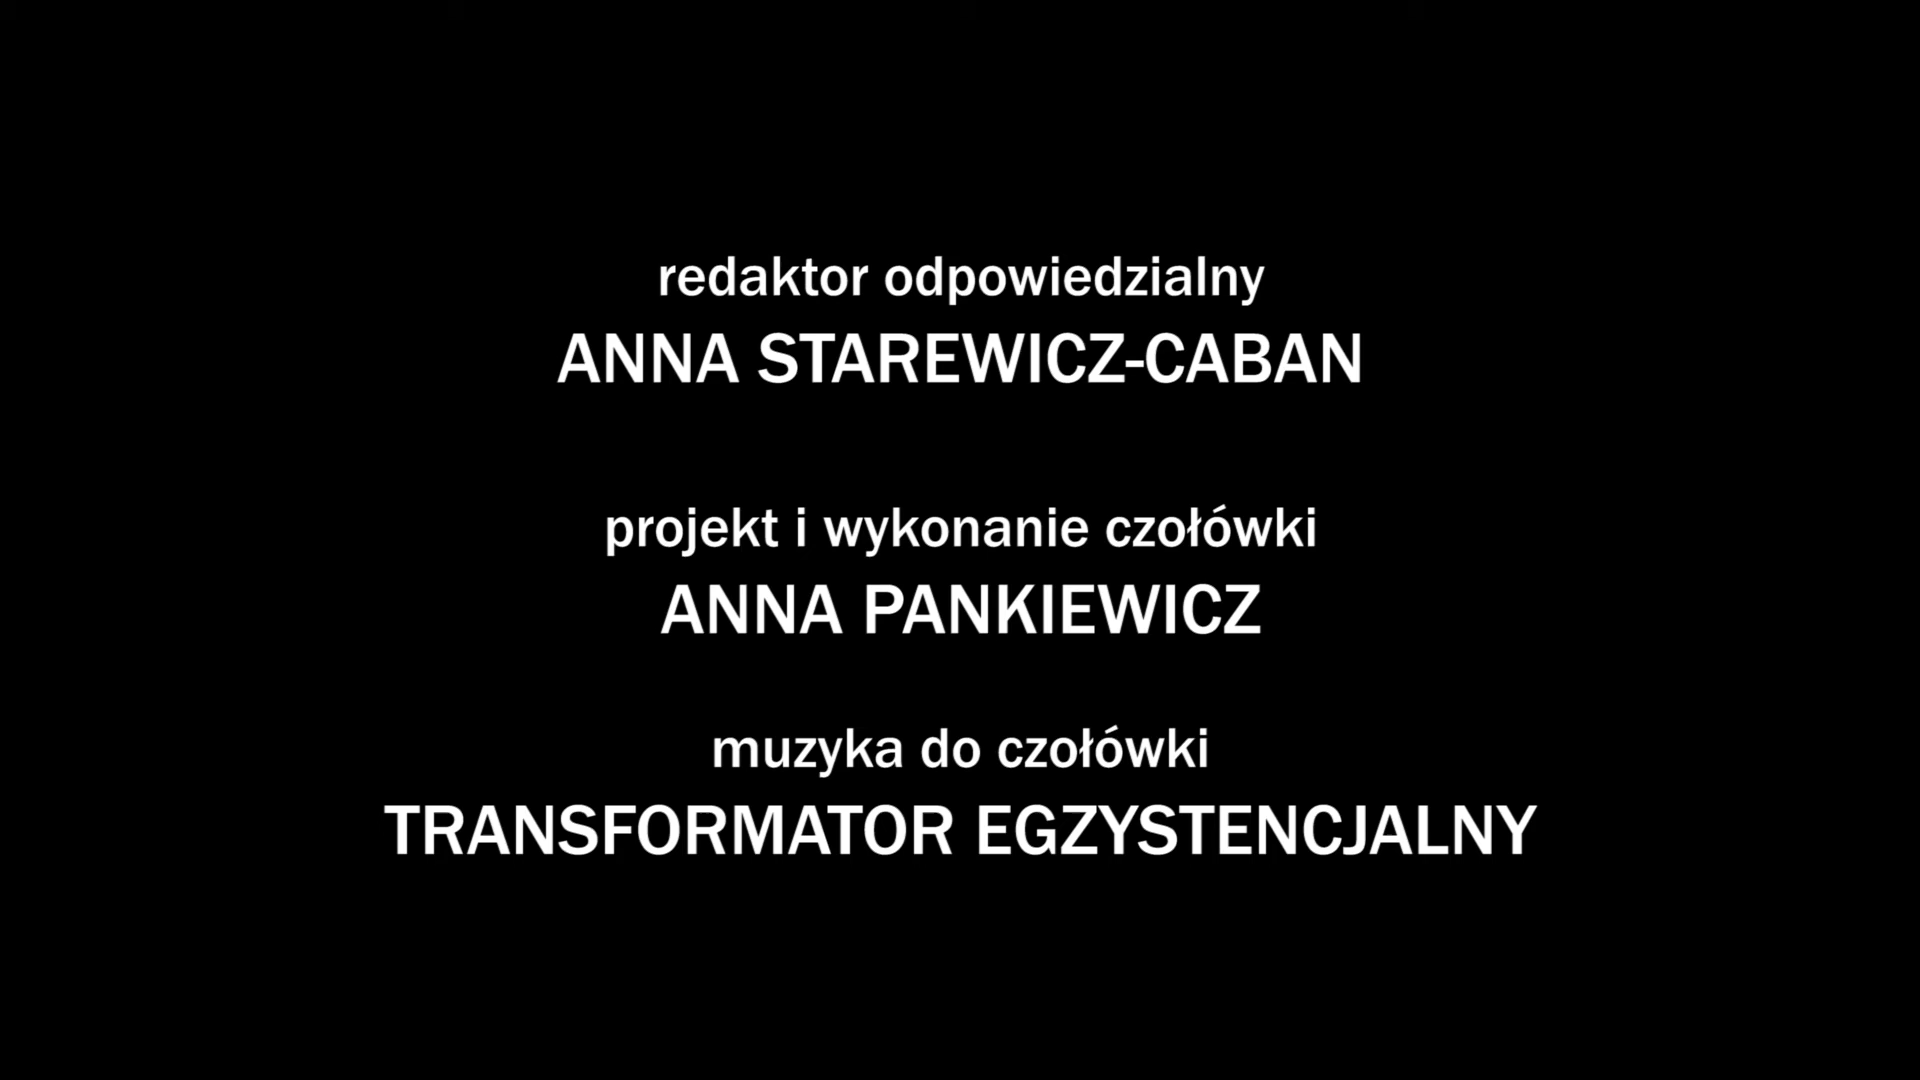 redaktor odpowiedzialny
ANNA STAREWICZ-CABAN
projekt i wykonanie czołówki
ANNA PANKIEWICZ
muzyka do czołówki
TRANSFORMATOR EGZYSTENCJALNY